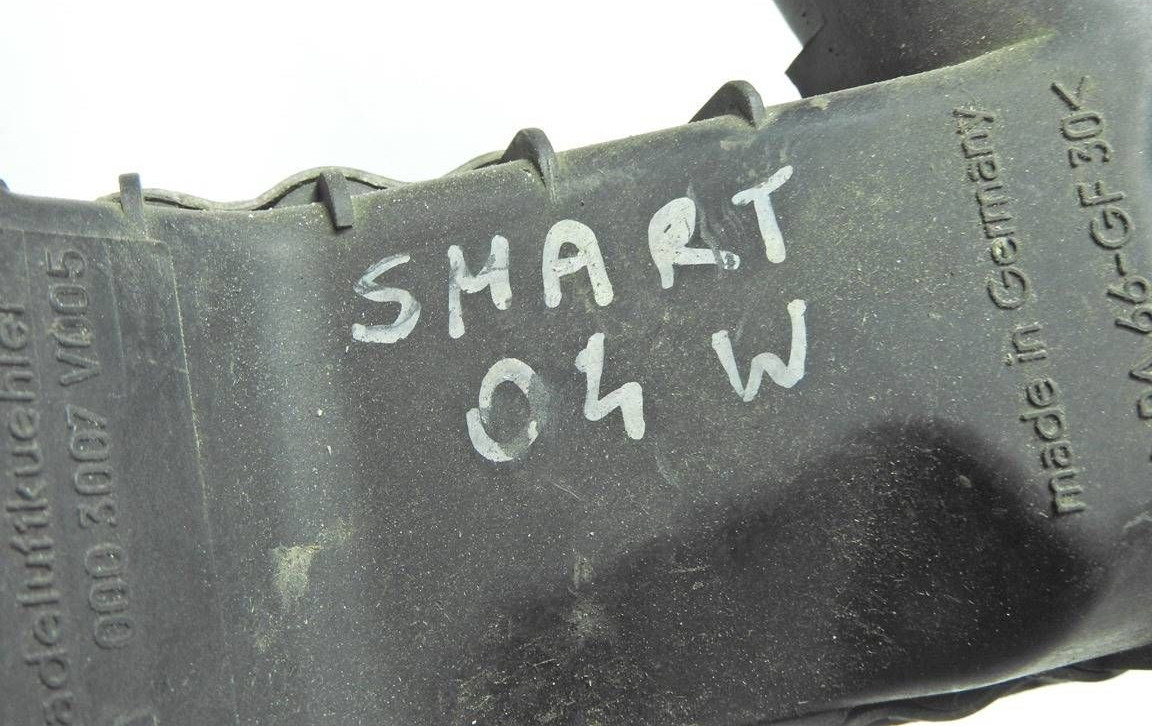 SMART
04 W
made in Germany
PA 66-GF 30<
adeluftkuehler
000 3007 V005